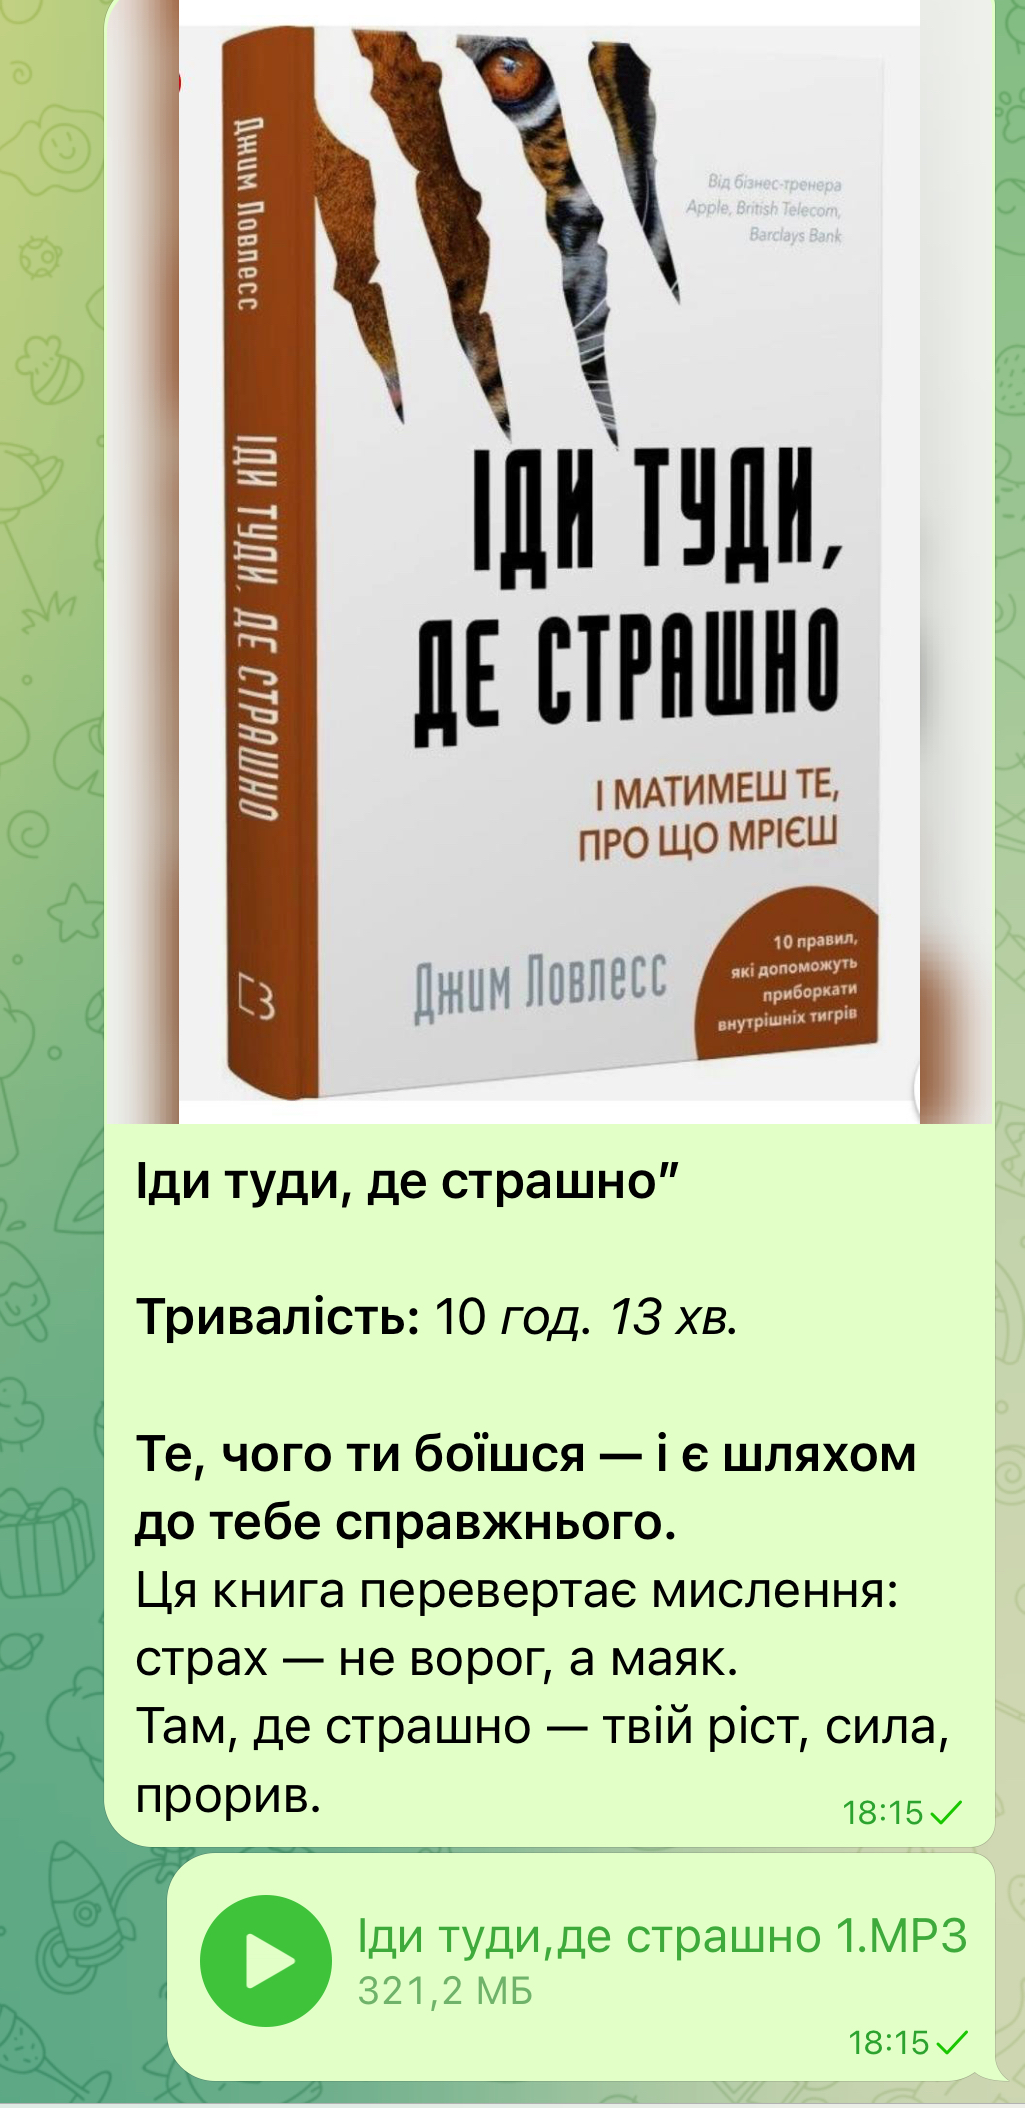 Джим Ловлесс
ІДИ ТУДИ, ДЕ СТРАШНО
Від бізнес-тренера
Apple, British Telecom,
Barclays Bank
ІДИ ТУДИ,
ДЕ СТРАШНО
І МАТИМЕШ ТЕ,
ПРО ЩО МРІЄШ
Джим Ловлесс
10 правил,
які допоможуть
приборкати
внутрішніх тигрів
Іди туди, де страшно”
Тривалість: 10 год. 13 хв.
Те, чого ти боїшся — і є шляхом
до тебе справжнього.
Ця книга перевертає мислення:
страх — не ворог, а маяк.
Там, де страшно — твій ріст, сила,
прорив.
18:15
Іди туди,де страшно 1.MP3
321,2 МБ
18:15